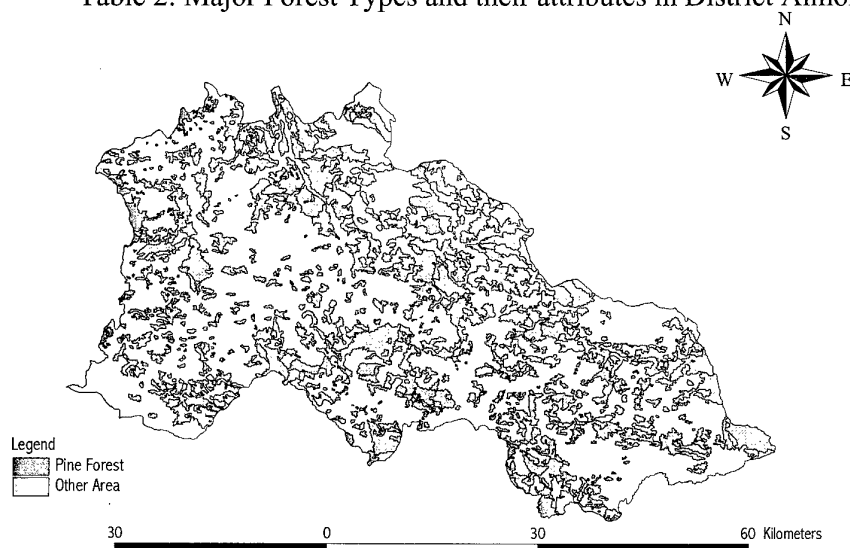 Table 2: Major Forest Types and their attributes in District
N
W E
S
Legend
Pine Forest
Other Area
30 0 30 60 Kilometers